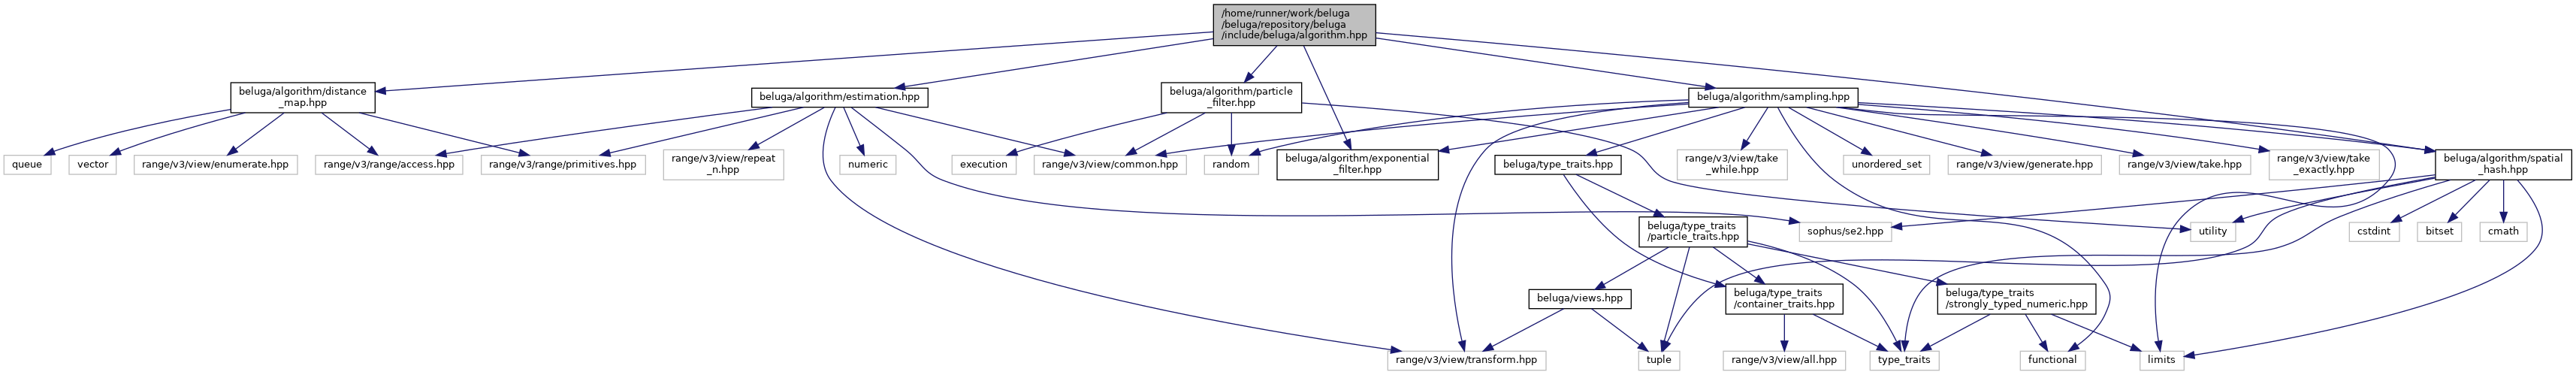 /home/runner/work/beluga
/beluga/repository/beluga
/include/beluga/algorithm.hpp
beluga/algorithm/distance
_map.hpp
beluga/algorithm/estimation.hpp
beluga/algorithm/particle
_filter.hpp
beluga/algorithm/sampling.hpp
queue
vector
range/v3/view/enumerate.hpp
range/v3/range/access.hpp
range/v3/range/primitives.hpp
range/v3/view/repeat
_n.hpp
numeric
execution
range/v3/view/common.hpp
random
beluga/algorithm/exponential
_filter.hpp
beluga/type_traits.hpp
range/v3/view/take
_while.hpp
unordered_set
range/v3/view/generate.hpp
range/v3/view/take.hpp
range/v3/view/take
_exactly.hpp
beluga/algorithm/spatial
_hash.hpp
beluga/type_traits
/particle_traits.hpp
sophus/se2.hpp
utility
cstdint
bitset
cmath
beluga/views.hpp
beluga/type_traits
/container_traits.hpp
beluga/type_traits
/strongly_typed_numeric.hpp
range/v3/view/transform.hpp
tuple
range/v3/view/all.hpp
type_traits
functional
limits